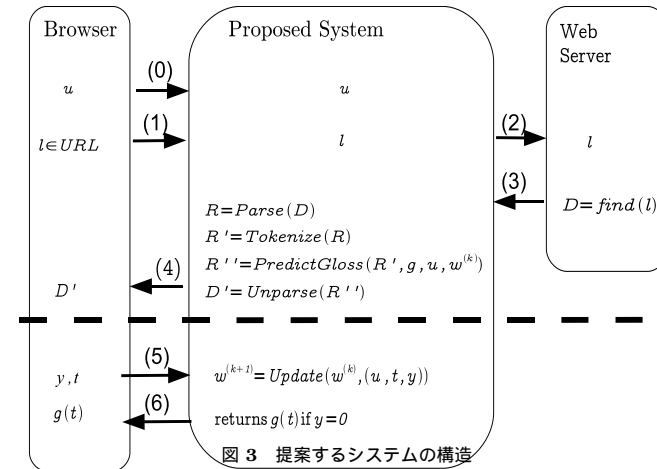 Browser
Proposed System
Web
Server
(0)
u
u
(1)
(2)
l∈URL
l
l
(3)
D=find(l)
R=Parse(D)
R'=Tokenize(R)
R''=PredictGloss(R',g,u,w^(k))
(4)
D'
D'=Unparse(R'')
(5)
y,t
w^(k+1)=Update(w^(k),(u,t,y))
(6)
g(t)
returns g(t) if y=0
図 3 提案するシステムの構造